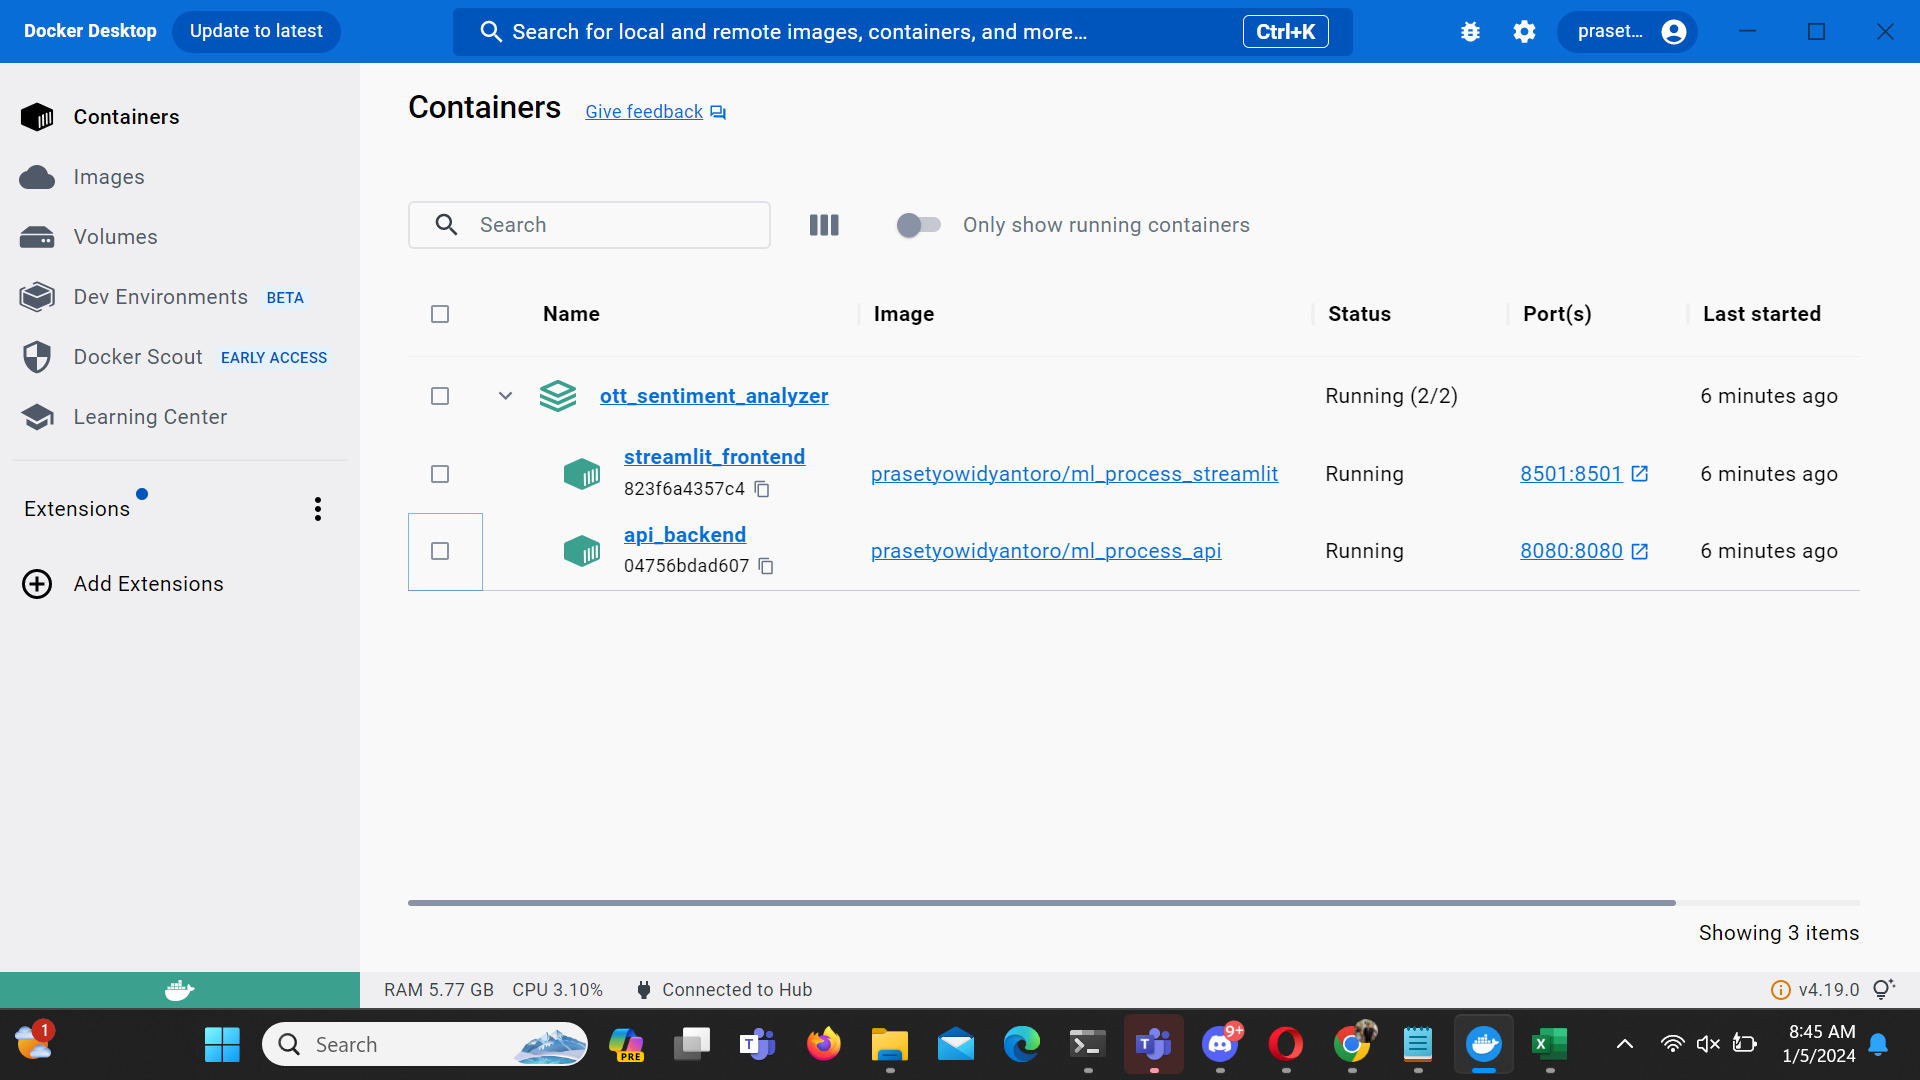 Docker Desktop Update to latest Search for local and remote images, containers, and more... Ctrl+K praset...
Containers
Images
Volumes
Dev Environments BETA
Docker Scout EARLY ACCESS
Learning Center
Extensions
Add Extensions
Containers Give feedback
Search Only show running containers
Name Image Status Port(s) Last started
ott_sentiment_analyzer Running (2/2) 6 minutes ago
streamlit_frontend
823f6a4357c4 prasetyowidyantoro/ml_process_streamlit Running 8501:8501 6 minutes ago
api_backend
04756bdad607 prasetyowidyantoro/ml_process_api Running 8080:8080 6 minutes ago
Showing 3 items
RAM 5.77 GB CPU 3.10% Connected to Hub v4.19.0
1 Search PRE T T 9+ X 8:45 AM
1/5/2024